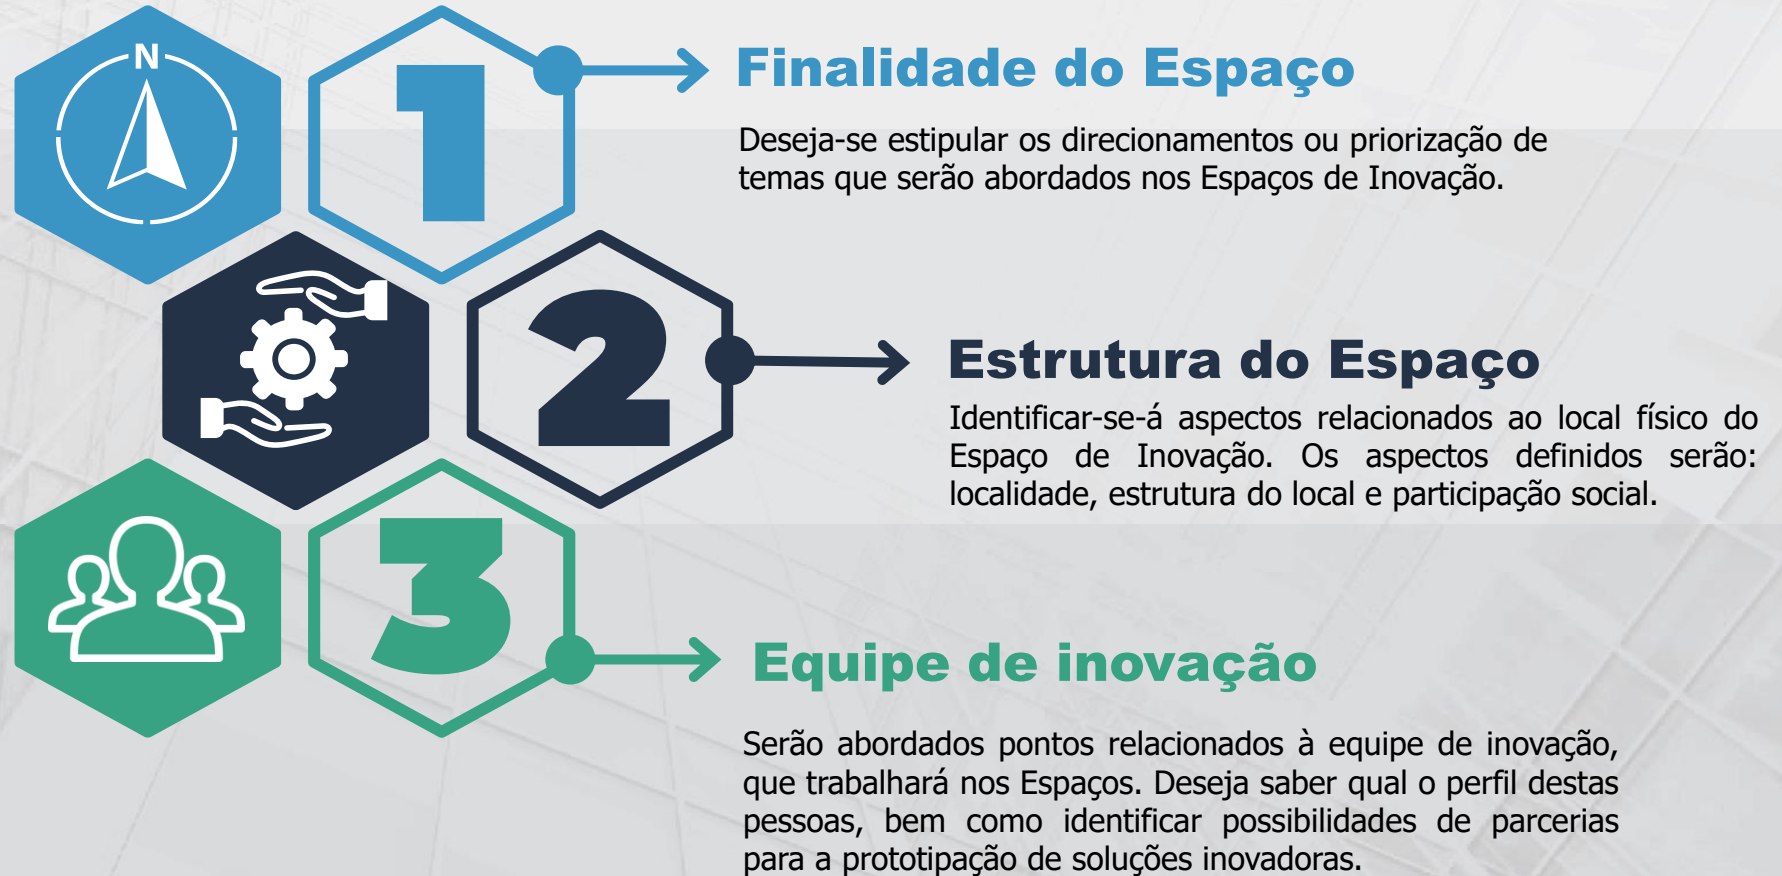 N
1
Finalidade do Espaço
Deseja-se estipular os direcionamentos ou priorização de
temas que serão abordados nos Espaços de Inovação.
2
Estrutura do Espaço
Identificar-se-á aspectos relacionados ao local físico do
Espaço de Inovação. Os aspectos definidos serão:
localidade, estrutura do local e participação social.
3
Equipe de inovação
Serão abordados pontos relacionados à equipe de inovação,
que trabalhará nos Espaços. Deseja saber qual o perfil destas
pessoas, bem como identificar possibilidades de parcerias
para a prototipação de soluções inovadoras.